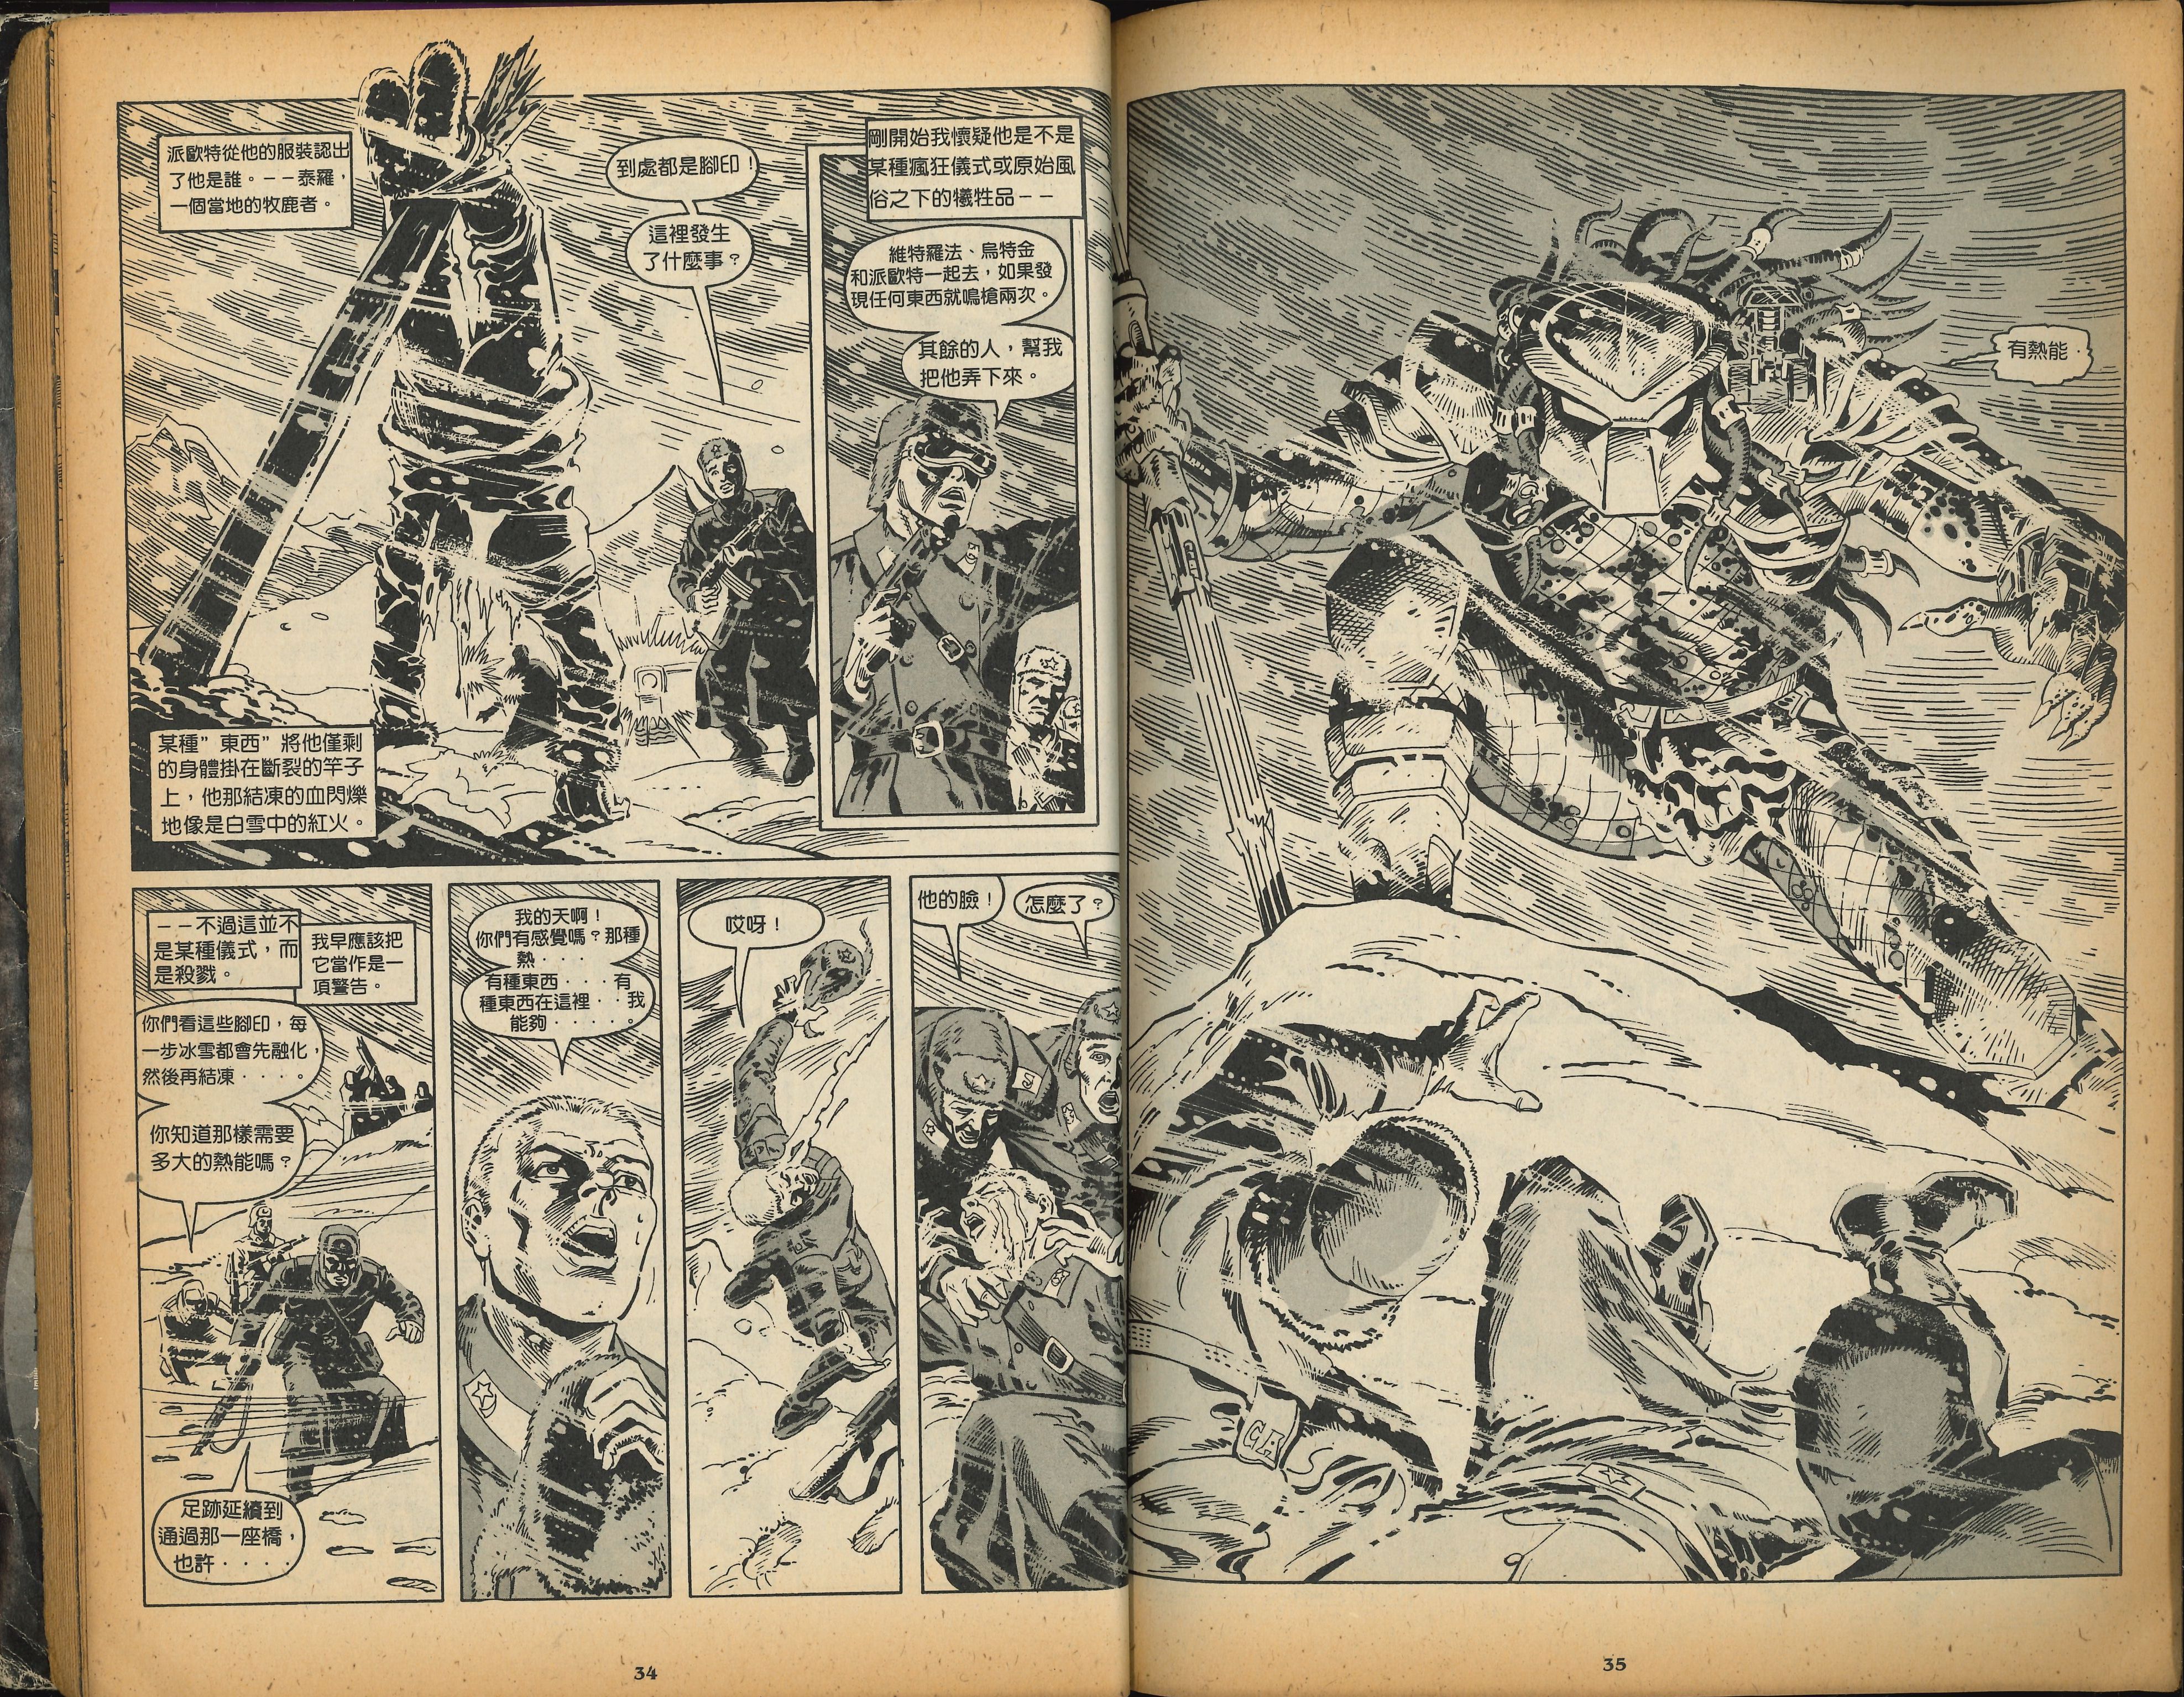 派歐特從他的服裝認出
了他是誰。－－泰羅，
一個當地的牧鹿者。
到處都是腳印！
這裡發生
了什麼事？
某種”東西”將他僅剩
的身體掛在斷裂的竿子
上，他那結凍的血閃爍
地像是白雪中的紅火。
剛開始我懷疑他是不是
某種瘋狂儀式或原始風
俗之下的犧牲品－－
維特羅法、烏特金
和派歐特一起去，如果發
現任何東西就鳴槍兩次。
其餘的人，幫我
把他弄下來。
－－不過這並不
是某種儀式，而
是殺戮。
我早應該把
它當作是一
項警告。
你們看這些腳印，每
一步冰雪都會先融化，
然後再結凍‧‧‧‧。
你知道那樣需要
多大的熱能嗎？
足跡延續到
通過那一座橋，
也許‧‧‧‧
我的天啊！
你們有感覺嗎？那種
熱‧‧‧
有種東西‧‧‧有
種東西在這裡‧‧我
能夠‧‧‧‧。
哎呀！
他的臉！
怎麼了？
34
有熱能‧
CA
35